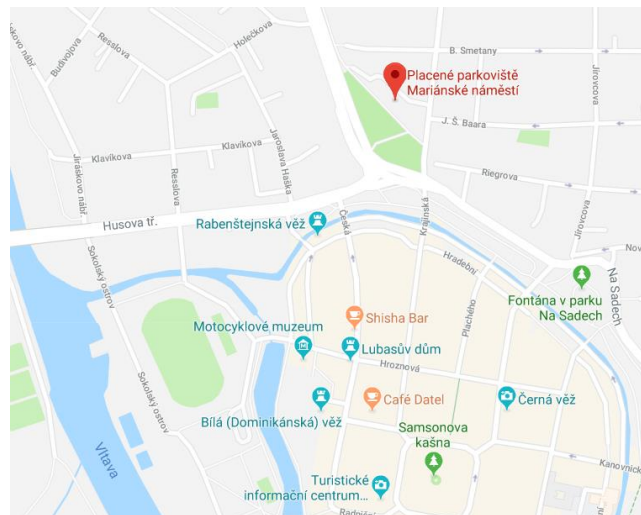 Jiráskovo nábř.
Budivojova
Resslova
Holečkova
B. Smetany
Placené parkoviště
Mariánské náměstí
Jírovcova
J. Š. Baara
Klavíkova
Klavíkova
Jaroslava Haška
Riegrova
Jiráskovo nábř.
Resslova
Husova tř.
Rabenštejnská věž
Česká
Krajinská
Jírovcova
Sokolský ostrov
Hradební
Na Sadech
Fontána v parku
Na Sadech
Plachého
Shisha Bar
Motocyklové muzeum
Lubasův dům
Hroznová
Sokolský ostrov
Café Datel
Černá věž
Bílá (Dominikánská) věž
Samsonova
kašna
Vltava
Kanovnická
Turistické
informační centrum...